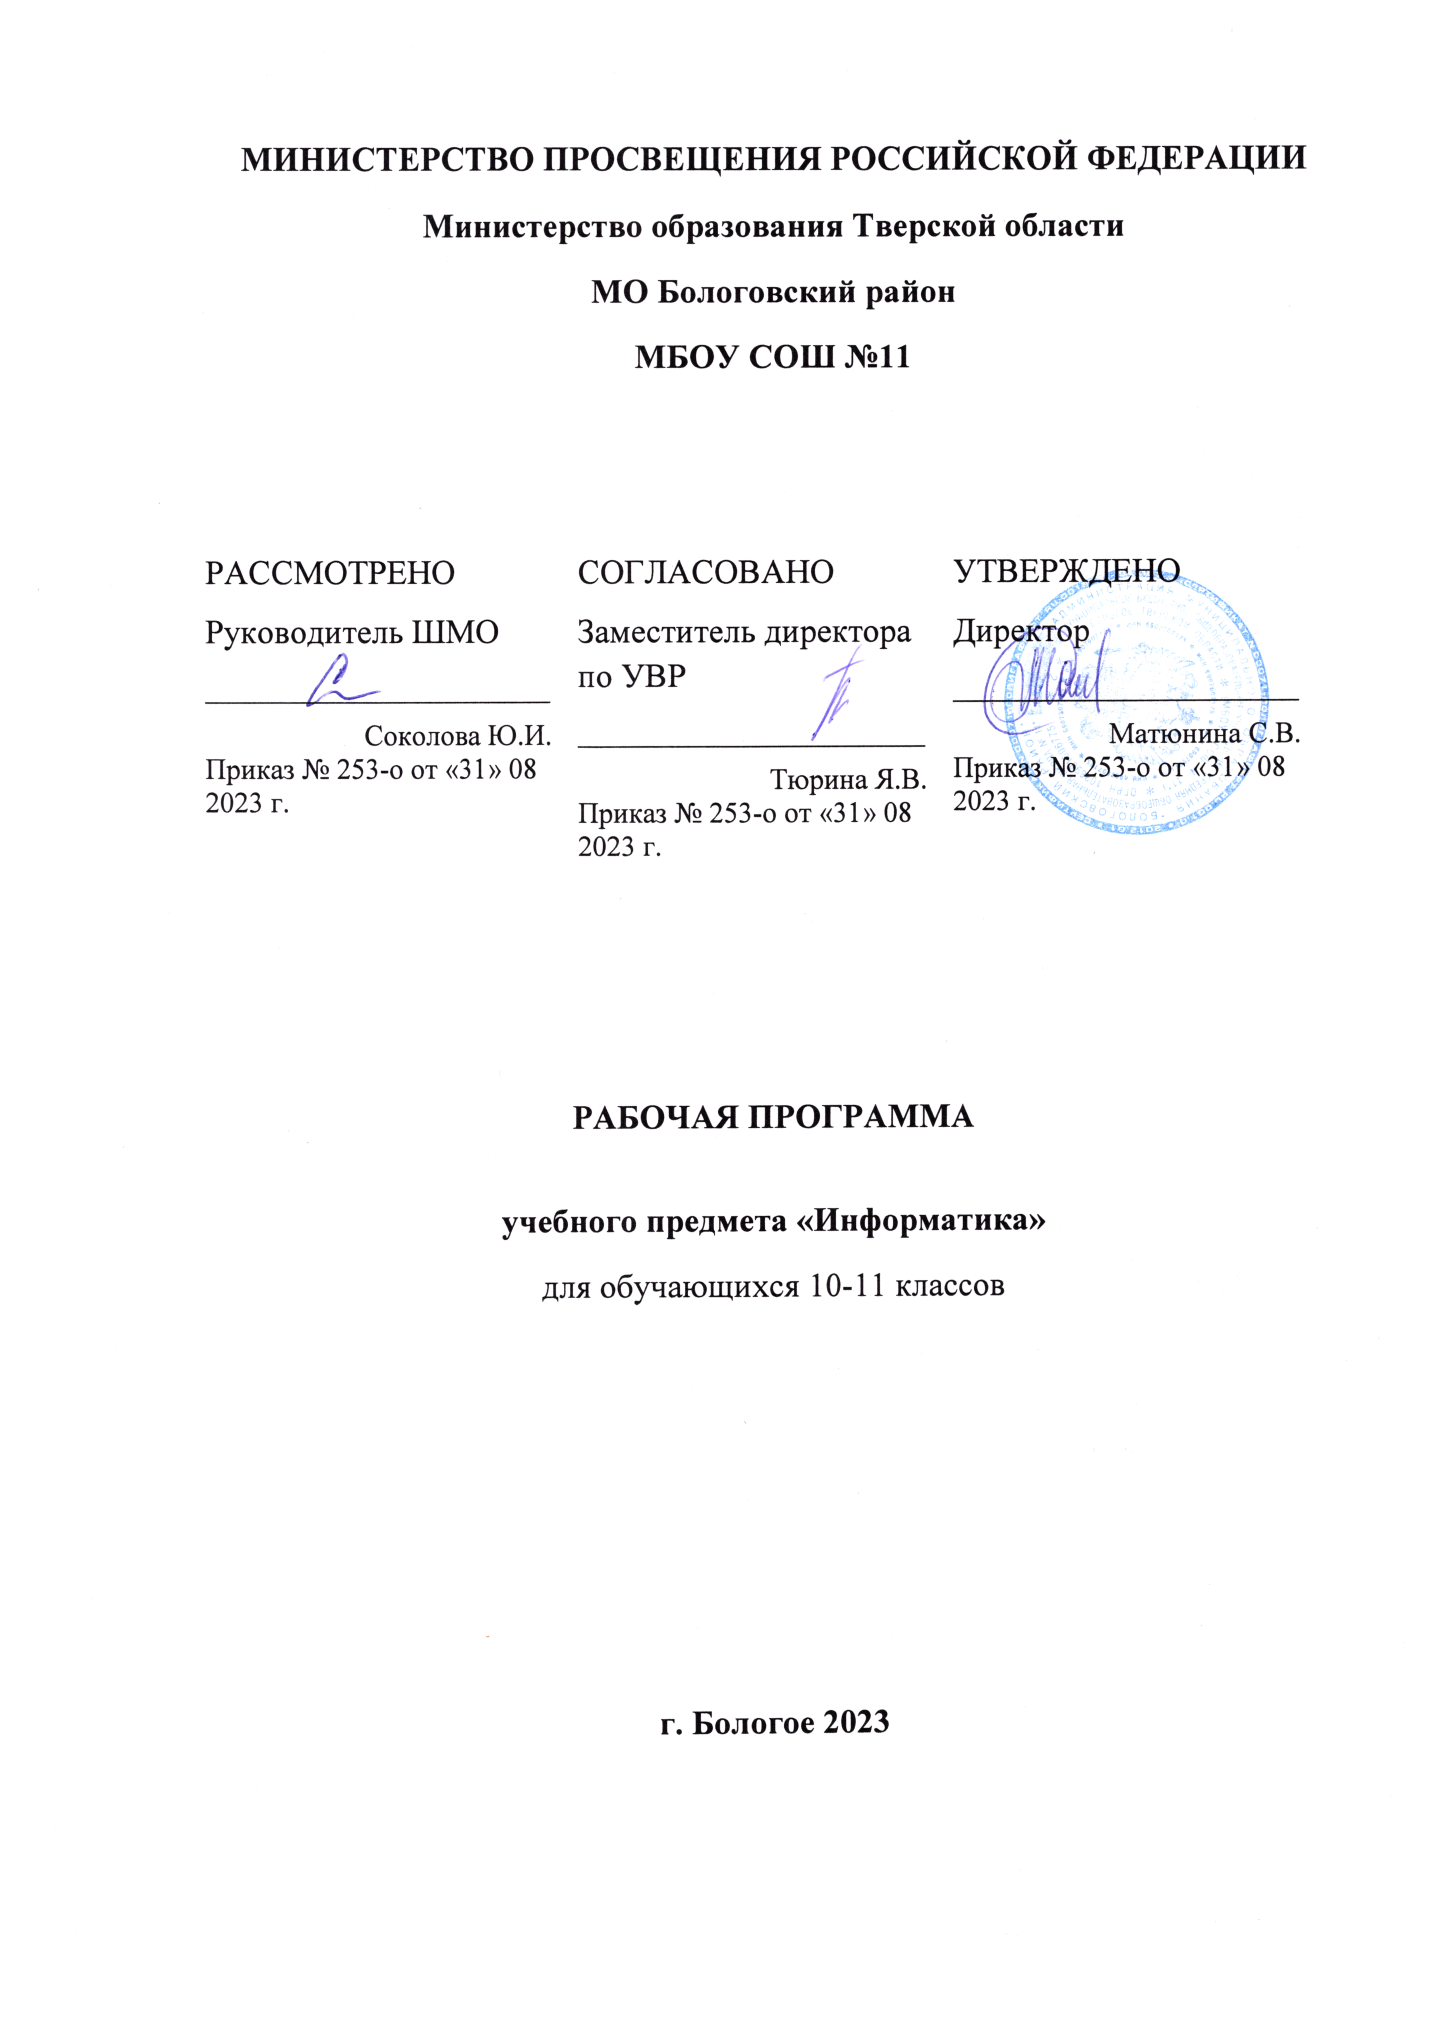 МИНИСТЕРСТВО ПРОСВЕЩЕНИЯ РОССИЙСКОЙ ФЕДЕРАЦИИ
Министерство образования Тверской области
МО Бологовский район
МБОУ СОШ №11
РАССМОТРЕНО
Руководитель ШМО
Соколова Ю.И.
Приказ № 253-о от «31» 08
2023 г.
СОГЛАСОВАНО
Заместитель директора
по УВР
Тюрина Я.В.
Приказ № 253-о от «31» 08
2023 г.
УТВЕРЖДЕНО
Директор
Матюнина С.В.
Приказ № 253-о от «31» 08
2023 г.
РАБОЧАЯ ПРОГРАММА
учебного предмета «Информатика»
для обучающихся 10-11 классов
г. Бологое 2023